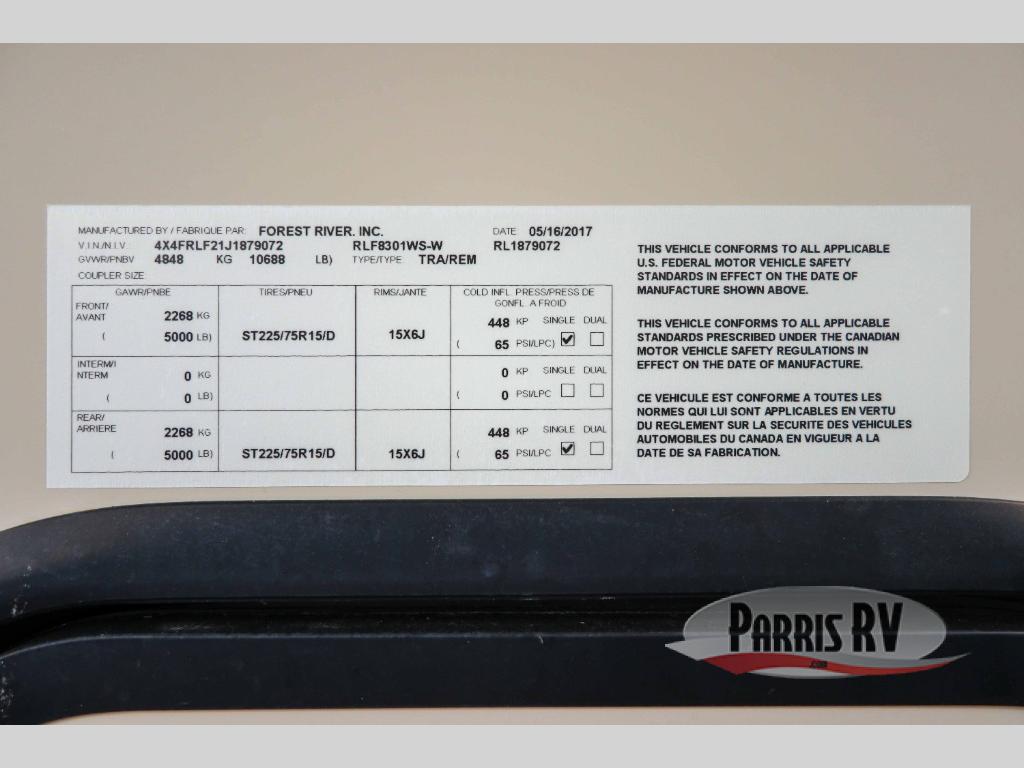 MANUFACTURED BY / FABRIQUE PAR: FOREST RIVER. INC. DATE 05/16/2017
V.I.N./N.I.V.: 4X4FRLF21J1879072 RLF8301WS-W RL1879072
GVWR/PNBV 4848 KG 10688 LB) TYPE/TYPE TRA/REM
COUPLER SIZE:
GAWR/PNBE TIRES/PNEU RIMS/JANTE COLD INFL. PRESS/PRESS DE
GONFL. A FROID
FRONT/
AVANT 2268 KG 448 KP SINGLE DUAL
( 5000 LB) ST225/75R15/D 15X6J ( 65 PSI/LPC)
INTERM/I
NTERM 0 KG 0 KP SINGLE DUAL
( 0 LB) ( 0 PSI/LPC
REAR/
ARRIERE 2268 KG 448 KP SINGLE DUAL
( 5000 LB) ST225/75R15/D 15X6J ( 65 PSI/LPC
THIS VEHICLE CONFORMS TO ALL APPLICABLE
U.S. FEDERAL MOTOR VEHICLE SAFETY
STANDARDS IN EFFECT ON THE DATE OF
MANUFACTURE SHOWN ABOVE.
THIS VEHICLE CONFORMS TO ALL APPLICABLE
STANDARDS PRESCRIBED UNDER THE CANADIAN
MOTOR VEHICLE SAFETY REGULATIONS IN
EFFECT ON THE DATE OF MANUFACTURE.
CE VEHICULE EST CONFORME A TOUTES LES
NORMES QUI LUI SONT APPLICABLES EN VERTU
DU REGLEMENT SUR LA SECURITE DES VEHICULES
AUTOMOBILES DU CANADA EN VIGUEUR A LA
DATE DE SA FABRICATION.
PARRIS RV
.com